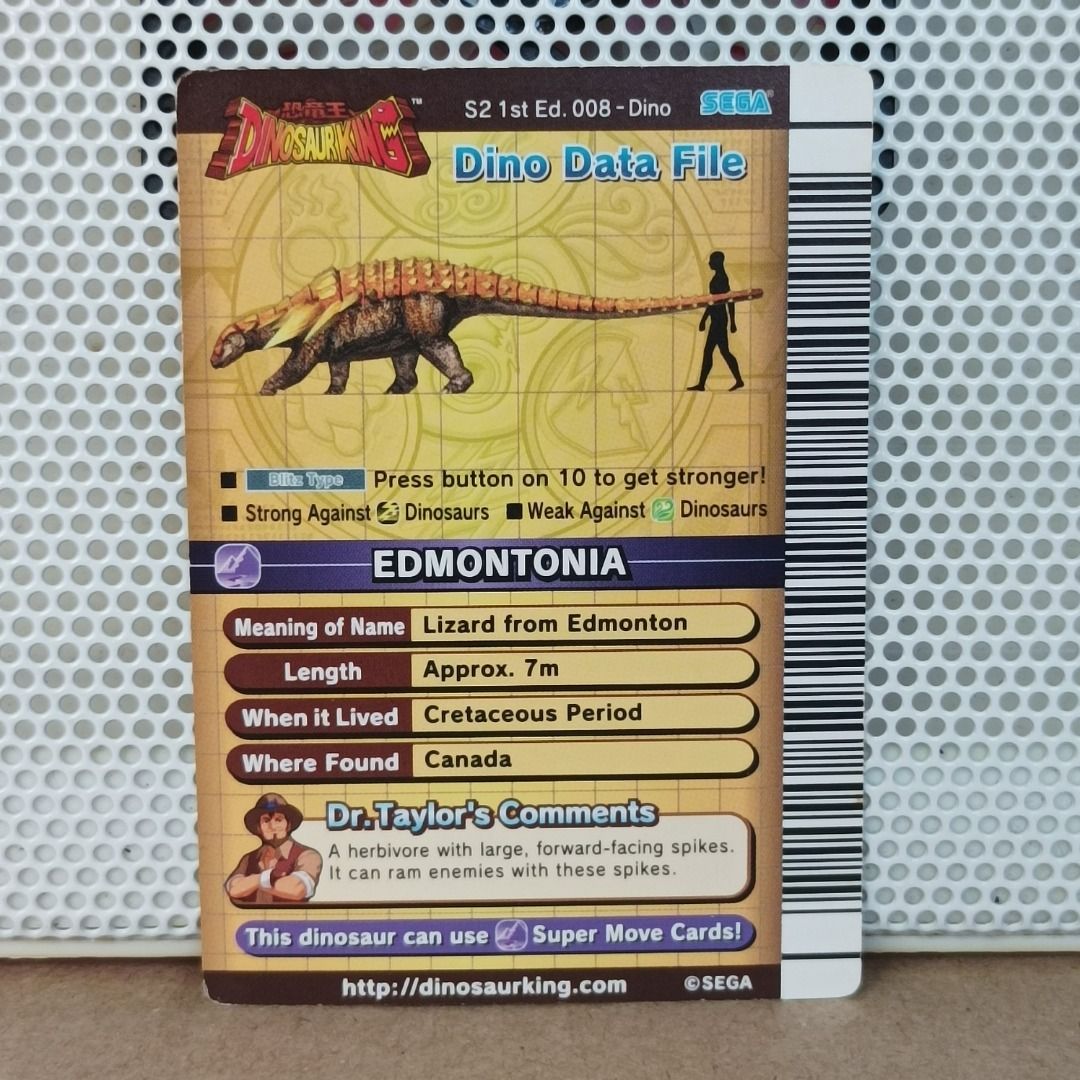 恐竜王
DINOSAUR KING™
S2 1st Ed. 008 - Dino
SEGA®
Dino Data File
■ Blitz Type Press button on 10 to get stronger!
■ Strong Against Dinosaurs ■ Weak Against Dinosaurs
EDMONTONIA
Meaning of Name Lizard from Edmonton
Length Approx. 7m
When it Lived Cretaceous Period
Where Found Canada
Dr.Taylor's Comments
A herbivore with large, forward-facing spikes.
It can ram enemies with these spikes.
This dinosaur can use Super Move Cards!
http://dinosaurking.com ©SEGA